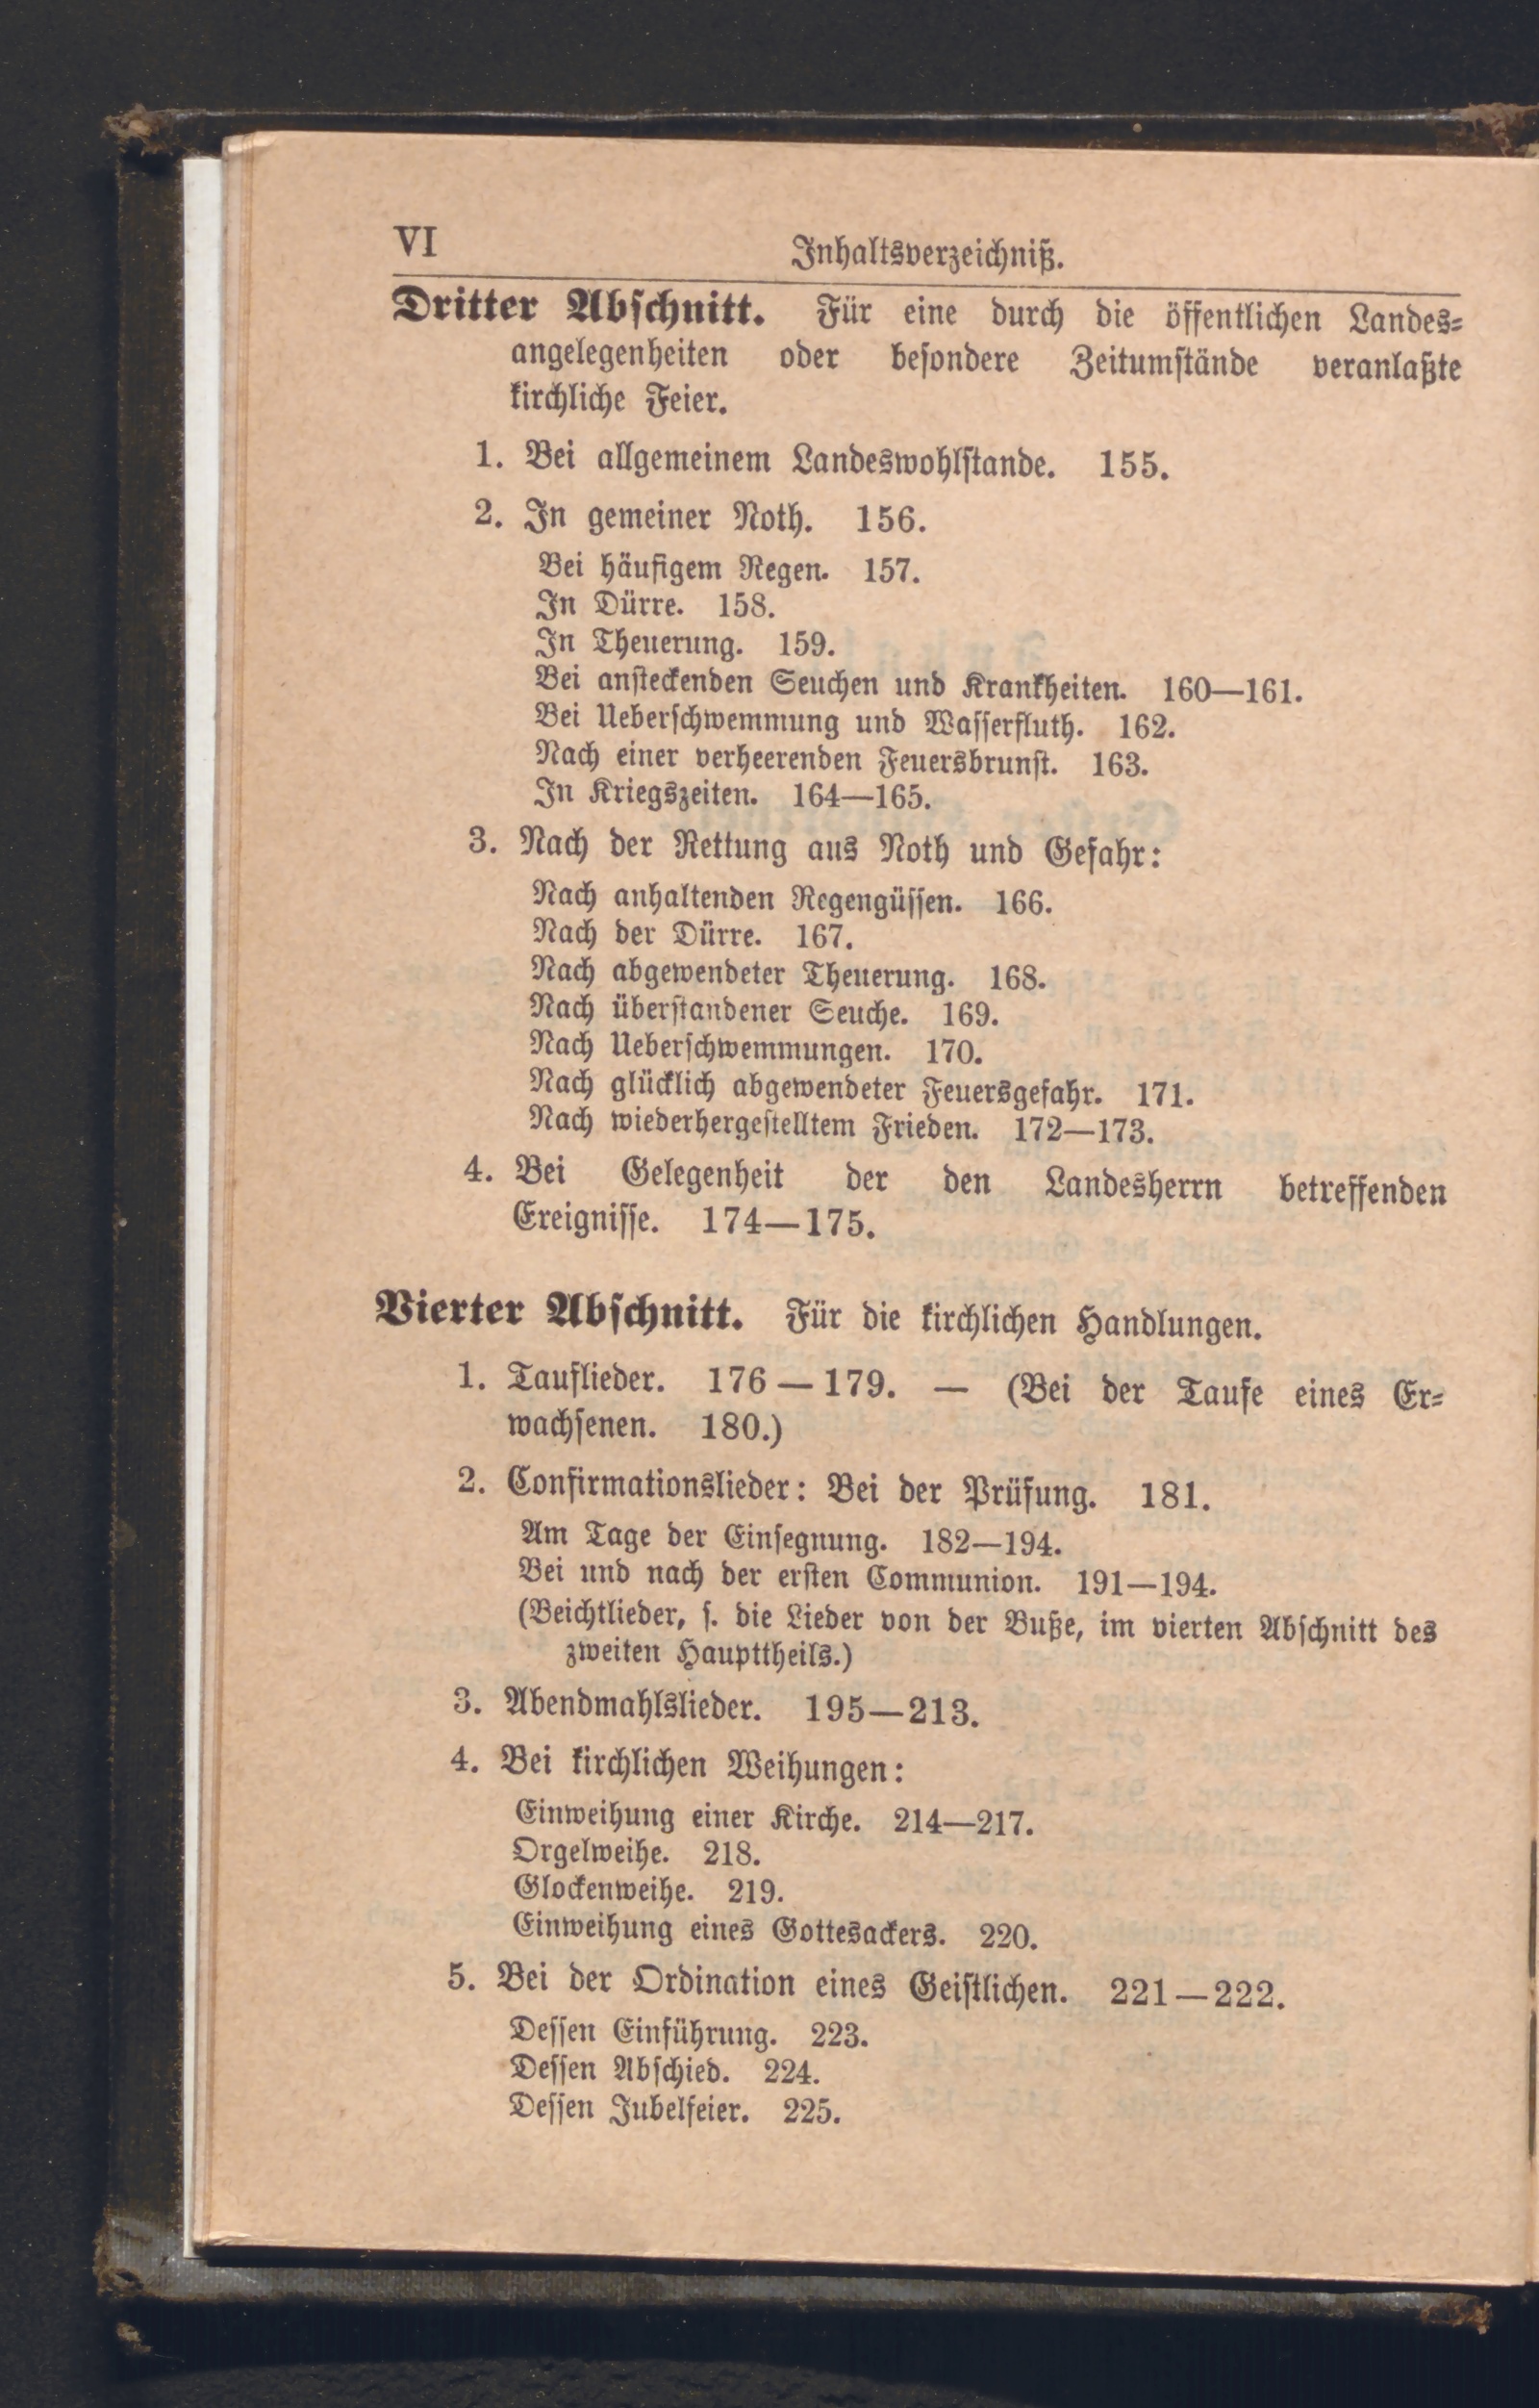 VI
Inhaltsverzeichniß.
Dritter Abschnitt. Für eine durch die öffentlichen Landes-
angelegenheiten oder besondere Zeitumstände veranlaßte
kirchliche Feier.
1. Bei allgemeinem Landeswohlstande. 155.
2. In gemeiner Noth. 156.
Bei häufigem Regen. 157.
In Dürre. 158.
In Theuerung. 159.
Bei ansteckenden Seuchen und Krankheiten. 160—161.
Bei Ueberschwemmung und Wasserfluth. 162.
Nach einer verheerenden Feuersbrunst. 163.
In Kriegszeiten. 164—165.
3. Nach der Rettung aus Noth und Gefahr:
Nach anhaltenden Regengüssen. 166.
Nach der Dürre. 167.
Nach abgewendeter Theuerung. 168.
Nach überstandener Seuche. 169.
Nach Ueberschwemmungen. 170.
Nach glücklich abgewendeter Feuersgefahr. 171.
Nach wiederhergestelltem Frieden. 172—173.
4. Bei Gelegenheit der den Landesherrn betreffenden
Ereignisse. 174—175.
Vierter Abschnitt. Für die kirchlichen Handlungen.
1. Tauflieder. 176—179. — (Bei der Taufe eines Er-
wachsenen. 180.)
2. Confirmationslieder: Bei der Prüfung. 181.
Am Tage der Einsegnung. 182—194.
Bei und nach der ersten Communion. 191—194.
(Beichtlieder, s. die Lieder von der Buße, im vierten Abschnitt des
zweiten Haupttheils.)
3. Abendmahlslieder. 195—213.
4. Bei kirchlichen Weihungen:
Einweihung einer Kirche. 214—217.
Orgelweihe. 218.
Glockenweihe. 219.
Einweihung eines Gottesackers. 220.
5. Bei der Ordination eines Geistlichen. 221—222.
Dessen Einführung. 223.
Dessen Abschied. 224.
Dessen Jubelfeier. 225.